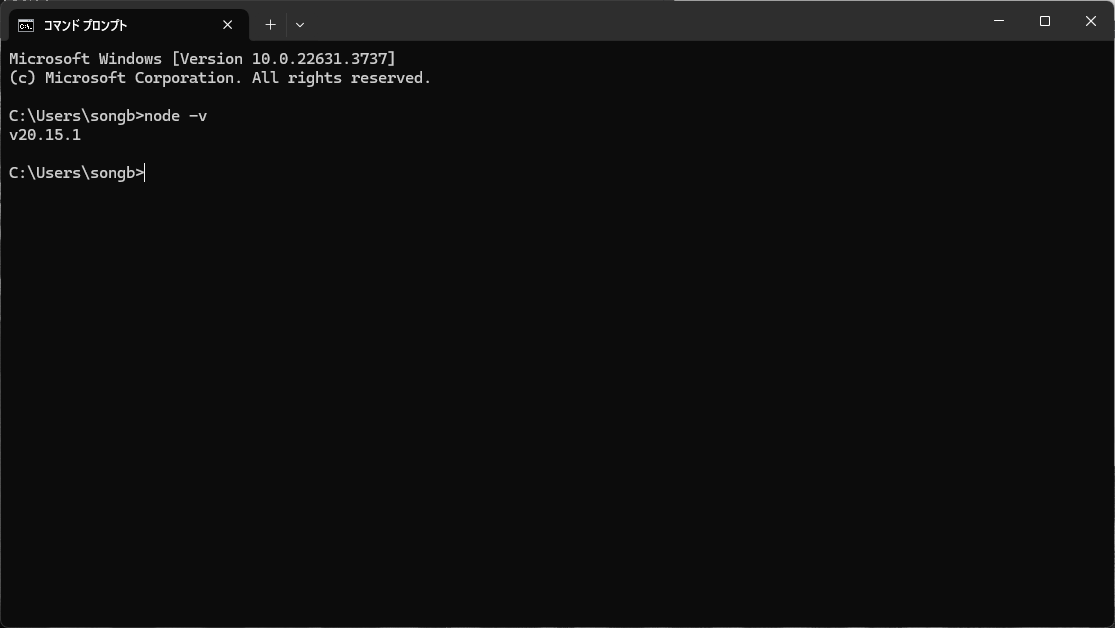 コマンド プロンプト
Microsoft Windows [Version 10.0.22631.3737]
(c) Microsoft Corporation. All rights reserved.
C:\Users\songb>node -v
v20.15.1
C:\Users\songb>